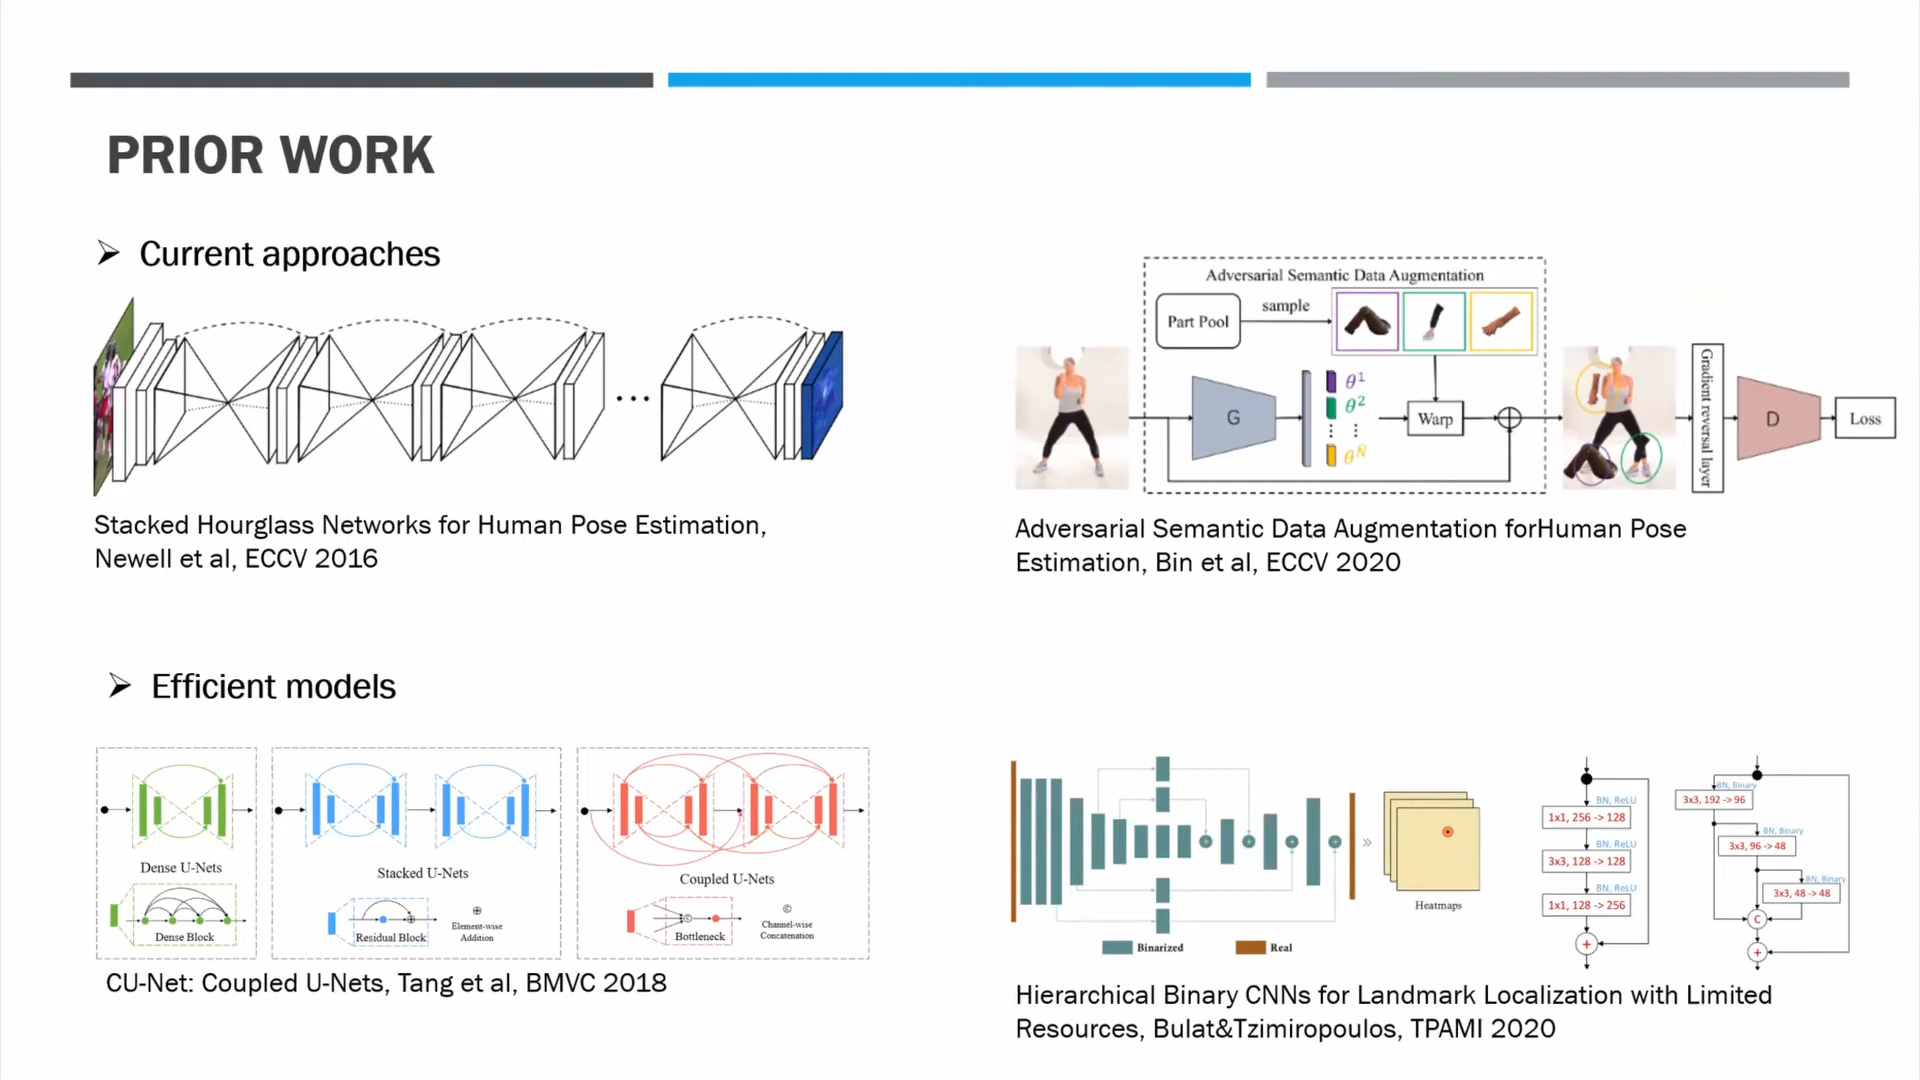 PRIOR WORK
➢ Current approaches
Stacked Hourglass Networks for Human Pose Estimation,
Newell et al, ECCV 2016
Adversarial Semantic Data Augmentation
Part Pool
sample
G
θ¹
θ²
θᴺ̃
Warp
Gradient reversal layer
D
Loss
Adversarial Semantic Data Augmentation forHuman Pose
Estimation, Bin et al, ECCV 2020
➢ Efficient models
Dense U-Nets
Dense Block
Stacked U-Nets
Residual Block
Element-wise
Addition
Coupled U-Nets
Bottleneck
Channel-wise
Concatenation
CU-Net: Coupled U-Nets, Tang et al, BMVC 2018
Heatmaps
Binarized
Real
BN, ReLU
1x1, 256 -> 128
BN, ReLU
3x3, 128 -> 128
BN, ReLU
1x1, 128 -> 256
+
BN, Binary
3x3, 192 -> 96
BN, Binary
3x3, 96 -> 48
BN, Binary
3x3, 48 -> 48
C
+
Hierarchical Binary CNNs for Landmark Localization with Limited
Resources, Bulat&Tzimiropoulos, TPAMI 2020